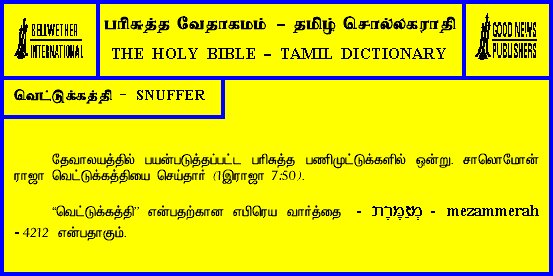 BELLWETHER
INTERNATIONAL
பரிசுத்த வேதாகமம் – தமிழ் சொல்லகராதி
THE HOLY BIBLE – TAMIL DICTIONARY
GOOD NEWS
PUBLISHERS
வெட்டுக்கத்தி – SNUFFER
தேவாலயத்தில் பயன்படுத்தப்பட்ட பரிசுத்த பணிமுட்டுக்களில் ஒன்று. சாலொமோன்
ராஜா வெட்டுக்கத்தியை செய்தார் (1இராஜா 7:50).
“வெட்டுக்கத்தி” என்பதற்கான எபிரெய வார்த்தை - מְזַמֶּרֶת - mezammerah
- 4212 என்பதாகும்.